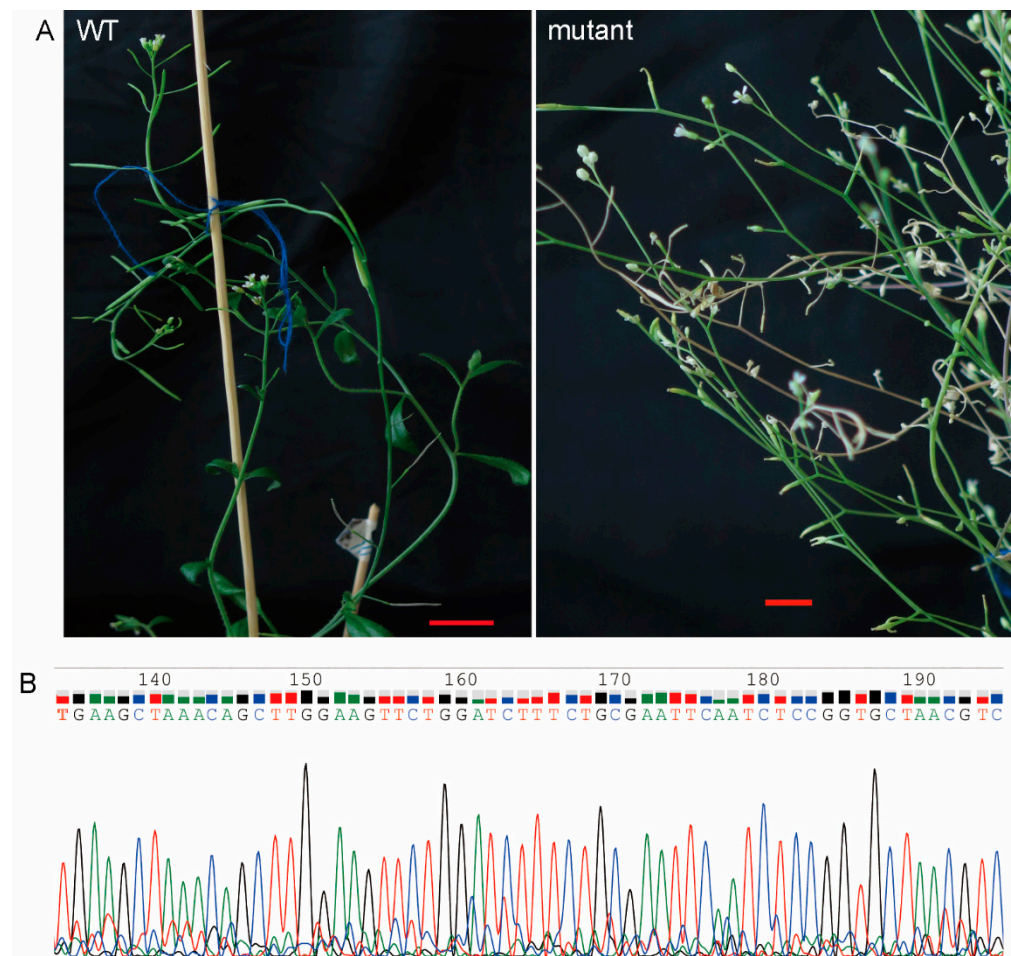 A
WT
mutant
B
140 150 160 170 180 190
TGAAGCTAAACAGCTTGGAAGTTCTGGATCTTTCTGCGAATTCAATCTCCGGTGCTAACGTC